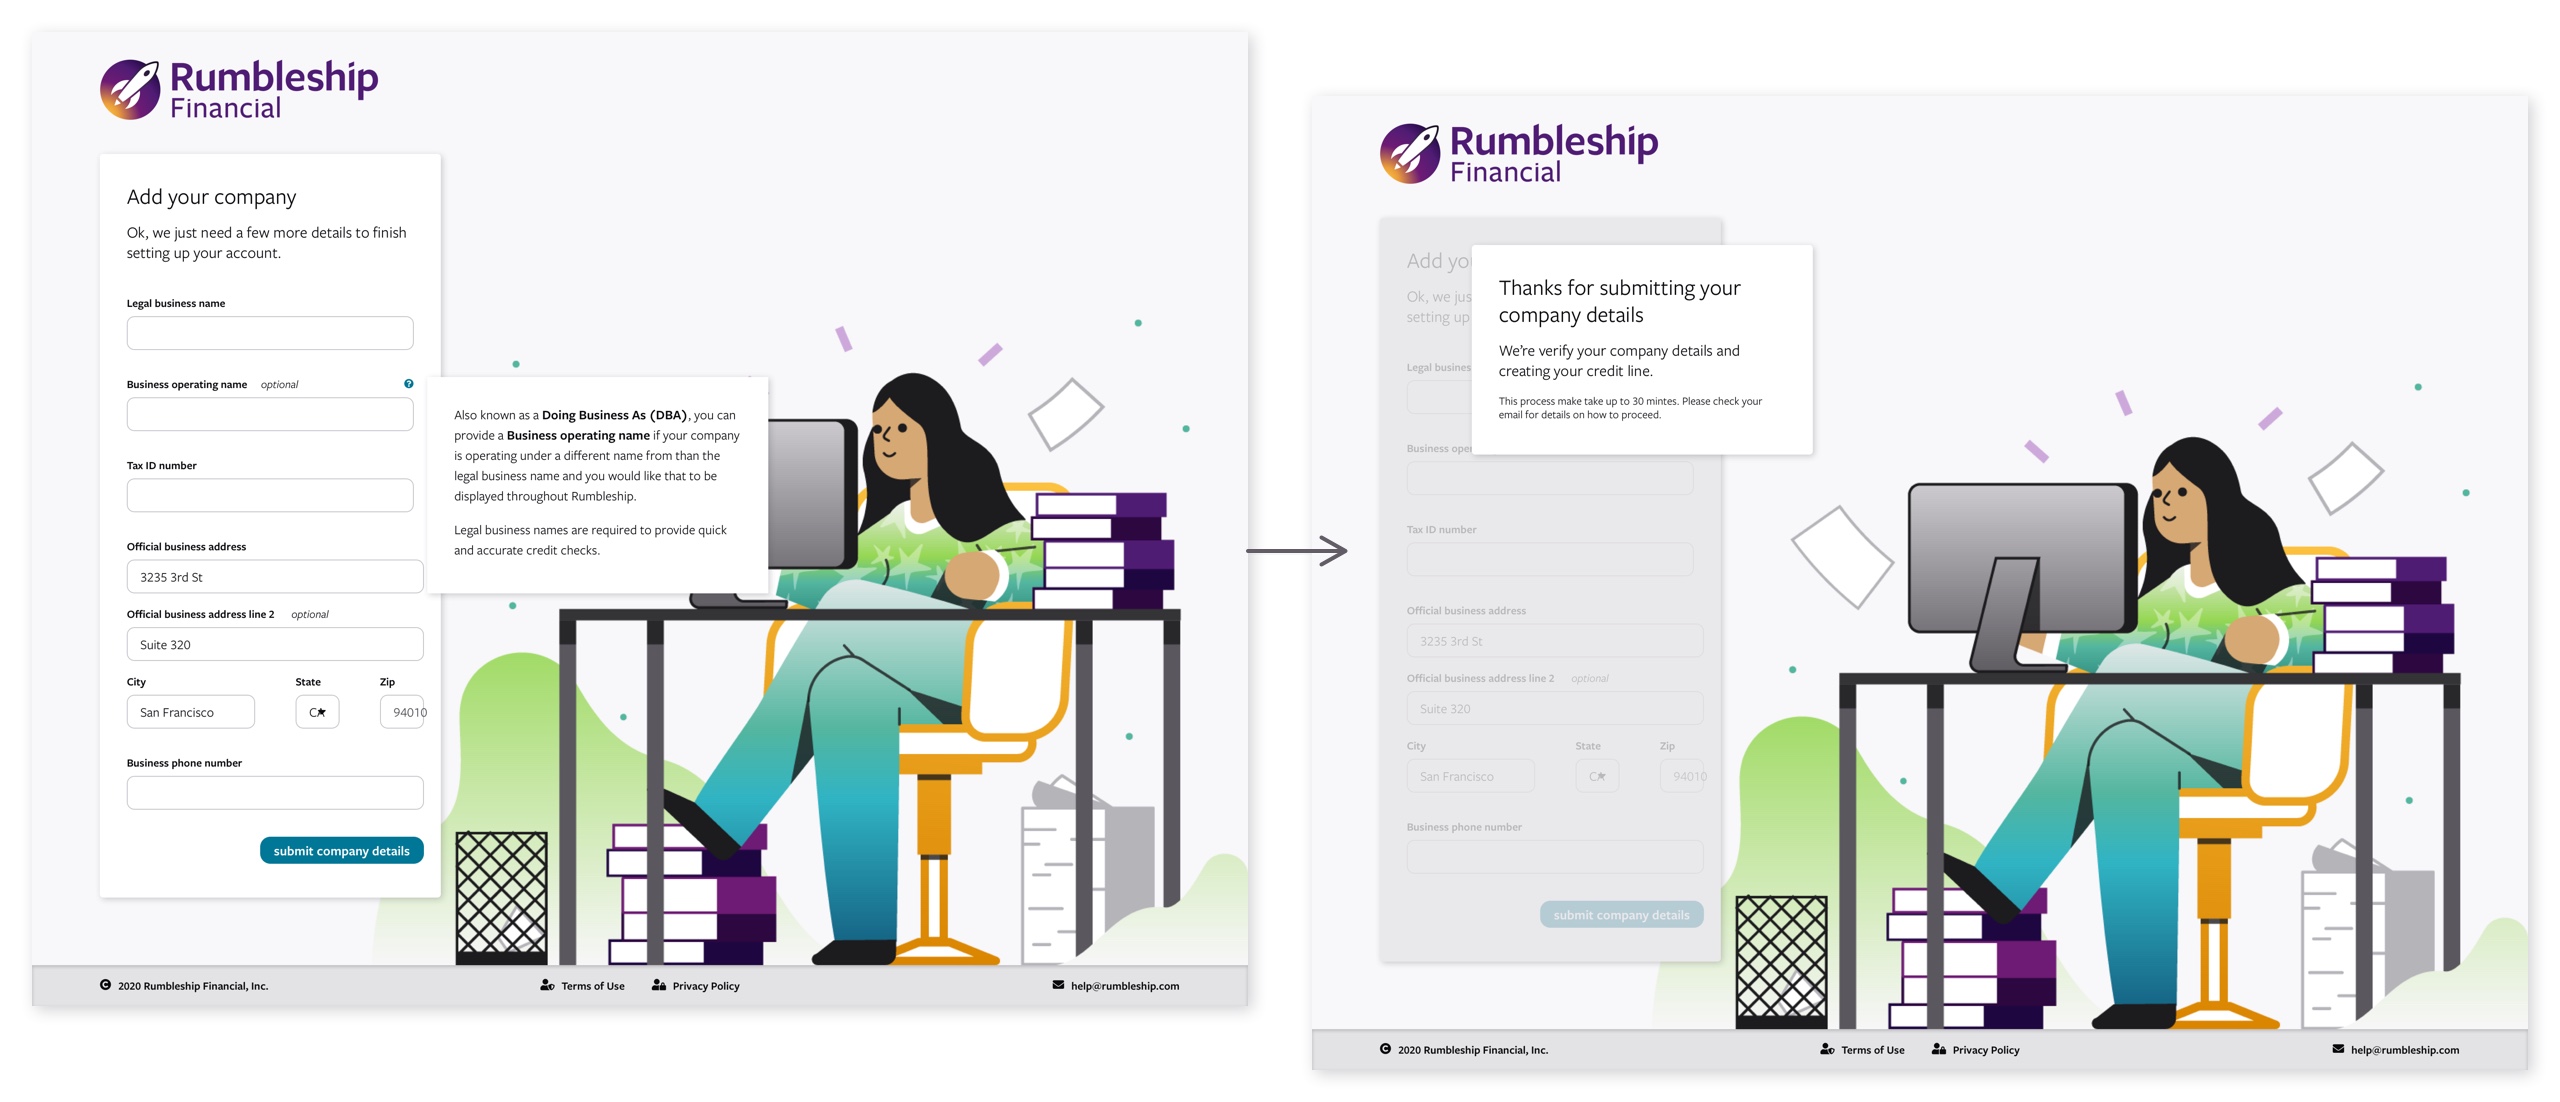 Rumbleship
Financial
Add your company
Ok, we just need a few more details to finish
setting up your account.
Legal business name
Business operating name optional
Tax ID number
Official business address
3235 3rd St
Official business address line 2 optional
Suite 320
City State Zip
San Francisco CA 94010
Business phone number
submit company details
Also known as a Doing Business As (DBA), you can
provide a Business operating name if your company
is operating under a different name from than the
legal business name and you would like that to be
displayed throughout Rumbleship.
Legal business names are required to provide quick
and accurate credit checks.
2020 Rumbleship Financial, Inc. Terms of Use Privacy Policy help@rumbleship.com
Rumbleship
Financial
Add yo
Ok, we jus
setting up
Thanks for submitting your
company details
We're verify your company details and
creating your credit line.
This process make take up to 30 mintes. Please check your
email for details on how to proceed.
Legal busines
Business oper
Tax ID number
Official business address
3235 3rd St
Official business address line 2 optional
Suite 320
City State Zip
San Francisco CA 94010
Business phone number
submit company details
2020 Rumbleship Financial, Inc. Terms of Use Privacy Policy help@rumbleship.com